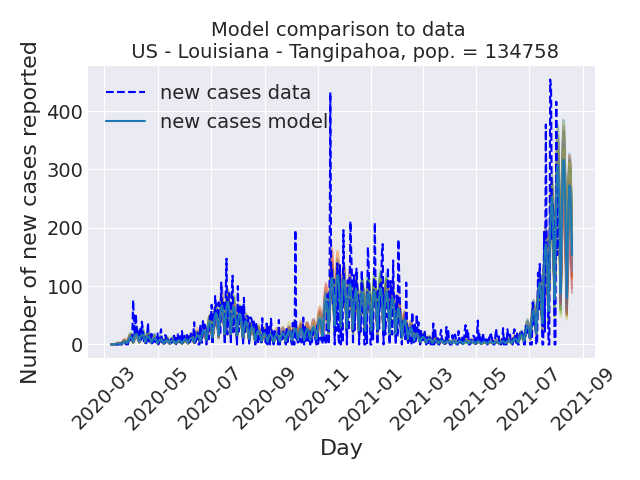 Model comparison to data
US - Louisiana - Tangipahoa, pop. = 134758
Number of new cases reported
400
300
200
100
0
new cases data
new cases model
2020-03
2020-05
2020-07
2020-09
2020-11
2021-01
2021-03
2021-05
2021-07
2021-09
Day